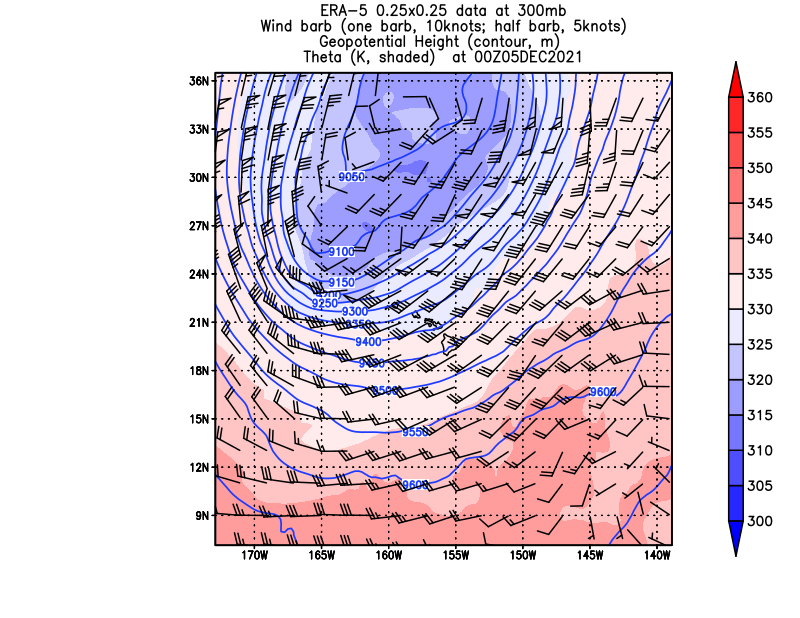 ERA-5 0.25x0.25 data at 300mb
Wind barb (one barb, 10knots; half barb, 5knots)
Geopotential Height (contour, m)
Theta (K, shaded) at 00Z05DEC2021
36N
33N
30N
27N
24N
21N
18N
15N
12N
9N
170W 165W 160W 155W 150W 145W 140W
9050
9100
9150
9200
9250
9300
9350
9400
9450
9500
9550
9600
9600
360
355
350
345
340
335
330
325
320
315
310
305
300